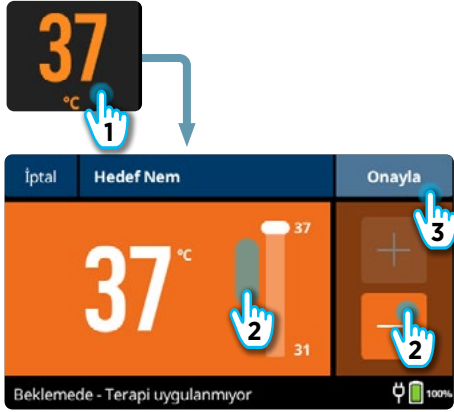 37
°C
1
İptal
Hedef Nem
Onayla
3
37
°C
37
2
31
2
Beklemede - Terapi uygulanmıyor
100%